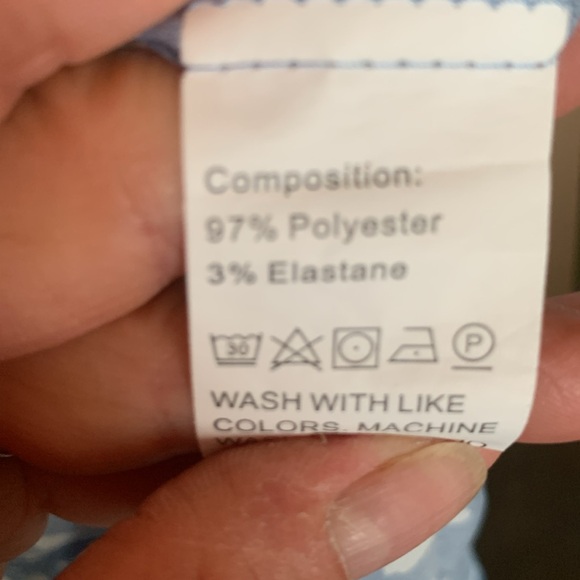 Composition:
97% Polyester
3% Elastane
30 P
WASH WITH LIKE
COLORS. MACHINE